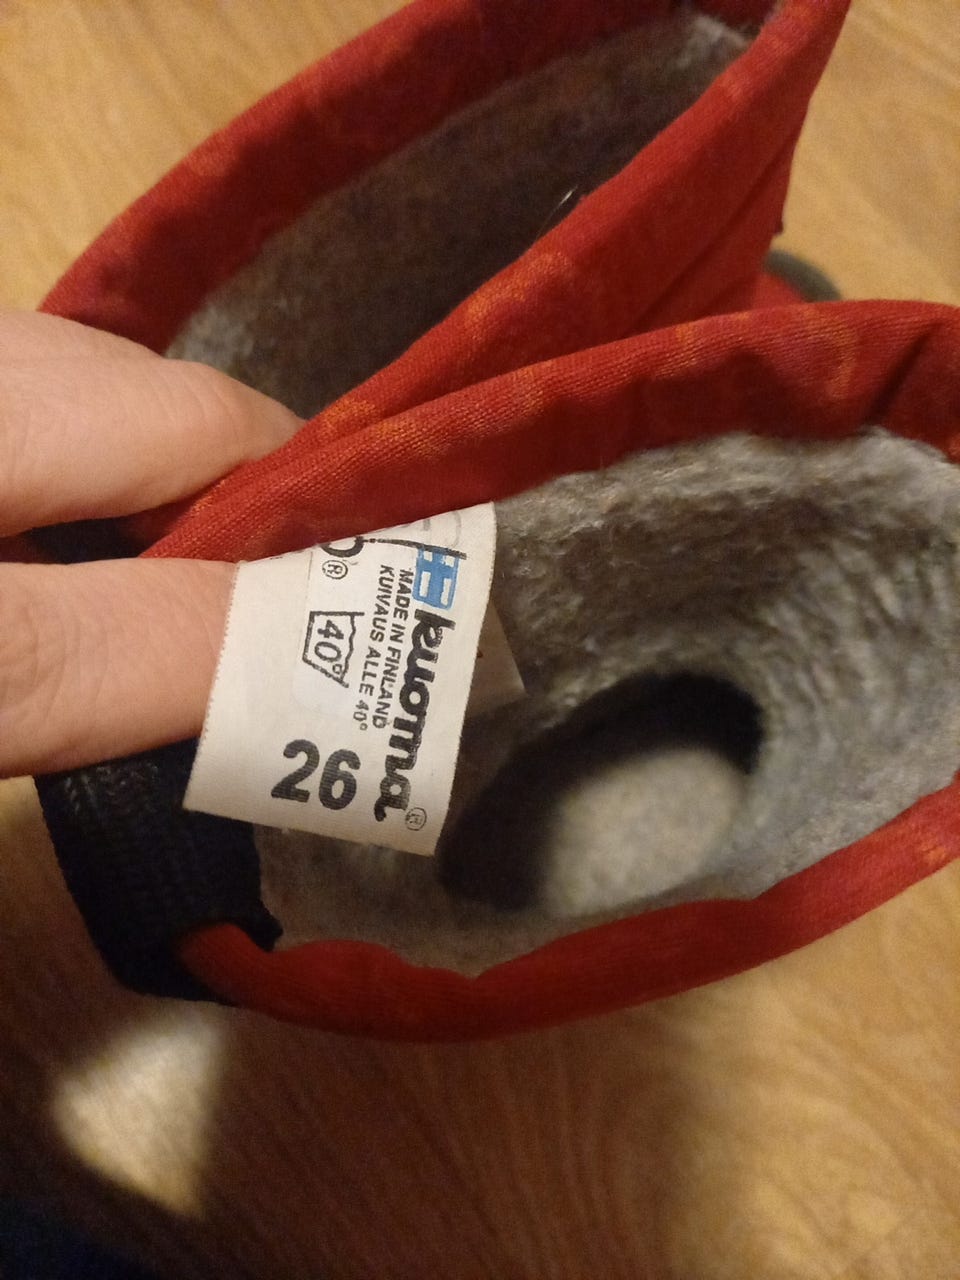 kuoma®
MADE IN FINLAND
KUIVAUS ALLE 40°
®
40°
26